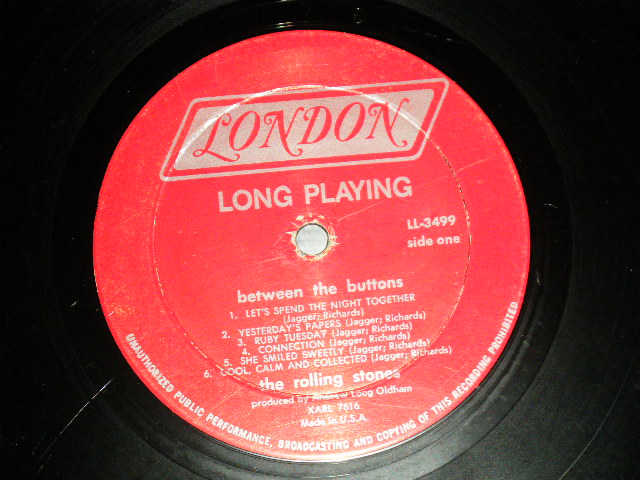 LONDON
LONG PLAYING
LL-3499
side one
between the buttons
1. LET'S SPEND THE NIGHT TOGETHER
(Jagger; Richards)
2. YESTERDAY'S PAPERS (Jagger; Richards)
3. RUBY TUESDAY (Jagger; Richards)
4. CONNECTION (Jagger; Richards)
5. SHE SMILED SWEETLY (Jagger; Richards)
6. COOL, CALM AND COLLECTED (Jagger; Richards)
the rolling stones
produced by Andrew Loog Oldham
XARL 7616
Made in U.S.A.
UNAUTHORIZED PUBLIC PERFORMANCE, BROADCASTING AND COPYING OF THIS RECORDING PROHIBITED